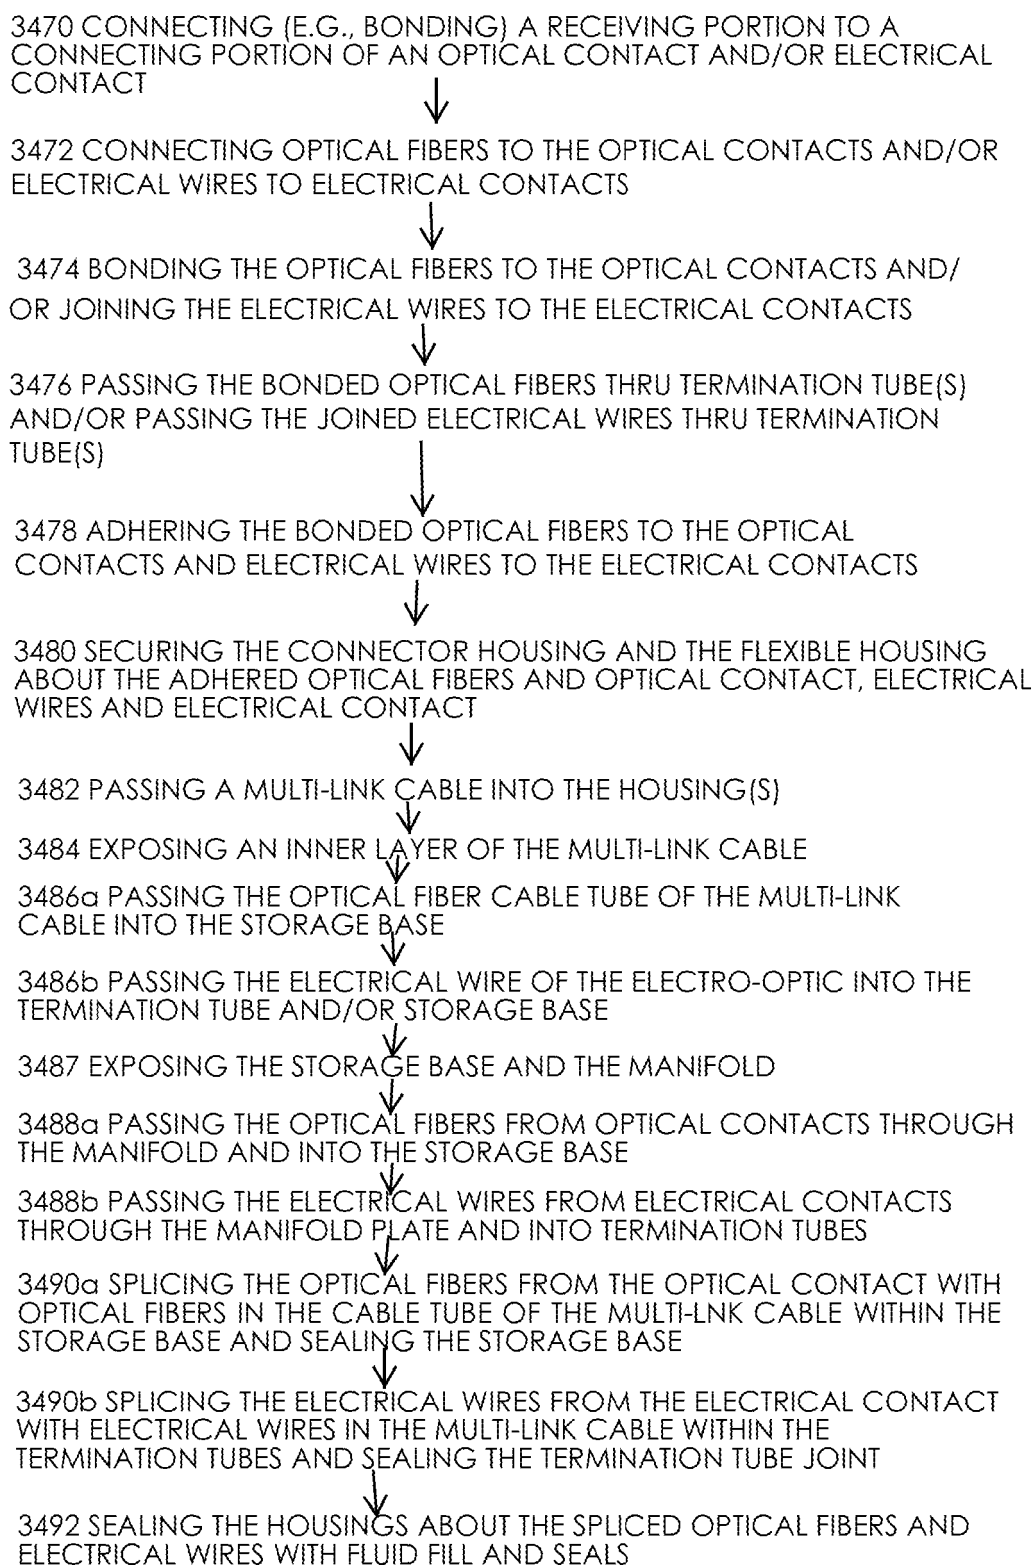 3470 CONNECTING (E.G., BONDING) A RECEIVING PORTION TO A
CONNECTING PORTION OF AN OPTICAL CONTACT AND/OR ELECTRICAL
CONTACT
3472 CONNECTING OPTICAL FIBERS TO THE OPTICAL CONTACTS AND/OR
ELECTRICAL WIRES TO ELECTRICAL CONTACTS
3474 BONDING THE OPTICAL FIBERS TO THE OPTICAL CONTACTS AND/
OR JOINING THE ELECTRICAL WIRES TO THE ELECTRICAL CONTACTS
3476 PASSING THE BONDED OPTICAL FIBERS THRU TERMINATION TUBE(S)
AND/OR PASSING THE JOINED ELECTRICAL WIRES THRU TERMINATION
TUBE(S)
3478 ADHERING THE BONDED OPTICAL FIBERS TO THE OPTICAL
CONTACTS AND ELECTRICAL WIRES TO THE ELECTRICAL CONTACTS
3480 SECURING THE CONNECTOR HOUSING AND THE FLEXIBLE HOUSING
ABOUT THE ADHERED OPTICAL FIBERS AND OPTICAL CONTACT, ELECTRICAL
WIRES AND ELECTRICAL CONTACT
3482 PASSING A MULTI-LINK CABLE INTO THE HOUSING(S)
3484 EXPOSING AN INNER LAYER OF THE MULTI-LINK CABLE
3486a PASSING THE OPTICAL FIBER CABLE TUBE OF THE MULTI-LINK
CABLE INTO THE STORAGE BASE
3486b PASSING THE ELECTRICAL WIRE OF THE ELECTRO-OPTIC INTO THE
TERMINATION TUBE AND/OR STORAGE BASE
3487 EXPOSING THE STORAGE BASE AND THE MANIFOLD
3488a PASSING THE OPTICAL FIBERS FROM OPTICAL CONTACTS THROUGH
THE MANIFOLD AND INTO THE STORAGE BASE
3488b PASSING THE ELECTRICAL WIRES FROM ELECTRICAL CONTACTS
THROUGH THE MANIFOLD PLATE AND INTO TERMINATION TUBES
3490a SPLICING THE OPTICAL FIBERS FROM THE OPTICAL CONTACT WITH
OPTICAL FIBERS IN THE CABLE TUBE OF THE MULTI-LNK CABLE WITHIN THE
STORAGE BASE AND SEALING THE STORAGE BASE
3490b SPLICING THE ELECTRICAL WIRES FROM THE ELECTRICAL CONTACT
WITH ELECTRICAL WIRES IN THE MULTI-LINK CABLE WITHIN THE
TERMINATION TUBES AND SEALING THE TERMINATION TUBE JOINT
3492 SEALING THE HOUSINGS ABOUT THE SPLICED OPTICAL FIBERS AND
ELECTRICAL WIRES WITH FLUID FILL AND SEALS